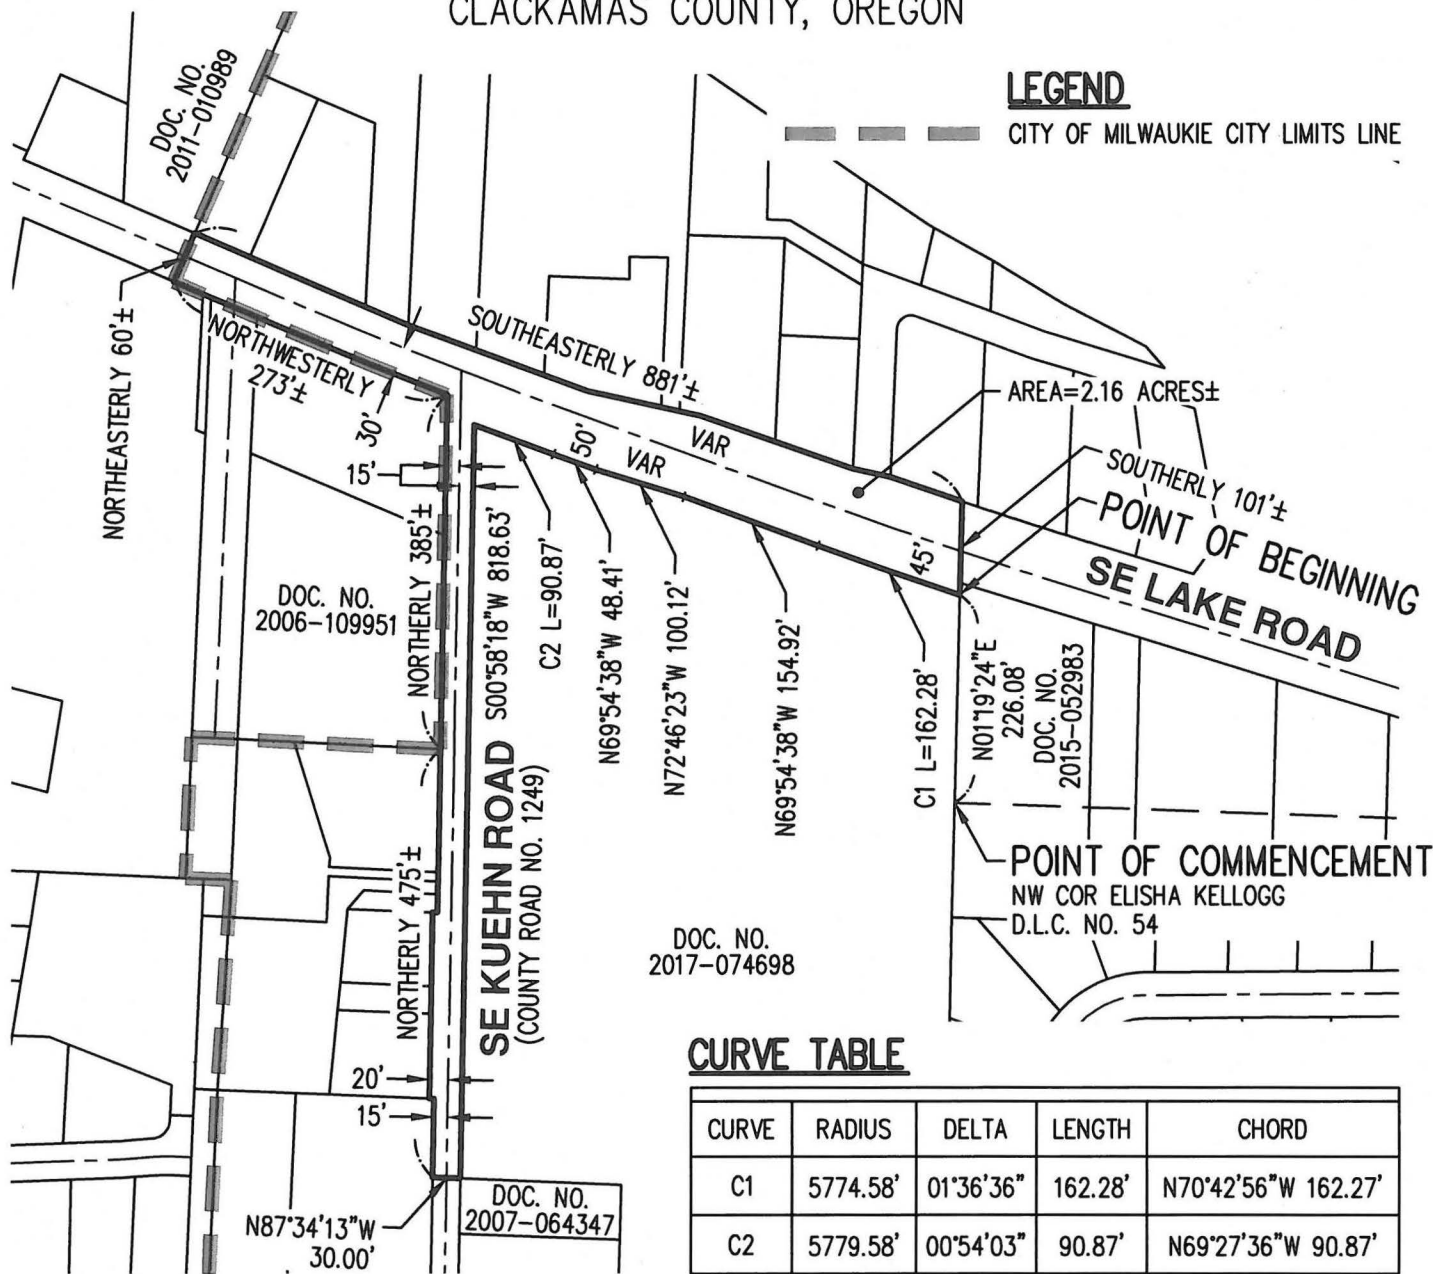 CLACKAMAS COUNTY, OREGON
LEGEND
CITY OF MILWAUKIE CITY LIMITS LINE
DOC. NO.
2011-010989
NORTHEASTERLY 60'±
NORTHWESTERLY
273'±
30'
SOUTHEASTERLY 881'±
VAR
50'
VAR
AREA=2.16 ACRES±
SOUTHERLY 101'±
POINT OF BEGINNING
SE LAKE ROAD
45'
15'
NORTHERLY 385'±
DOC. NO.
2006-109951
S00°58'18"W 818.63'
C2 L=90.87'
N69°54'38"W 48.41'
N72°46'23"W 100.12'
N69°54'38"W 154.92'
C1 L=162.28'
N01°19'24"E
226.08'
DOC. NO.
2015-052983
POINT OF COMMENCEMENT
NW COR ELISHA KELLOGG
D.L.C. NO. 54
SE KUEHN ROAD
(COUNTY ROAD NO. 1249)
NORTHERLY 475'±
DOC. NO.
2017-074698
20'
15'
N87°34'13"W
30.00'
DOC. NO.
2007-064347
CURVE TABLE
CURVE RADIUS DELTA LENGTH CHORD
C1 5774.58' 01°36'36" 162.28' N70°42'56"W 162.27'
C2 5779.58' 00°54'03" 90.87' N69°27'36"W 90.87'